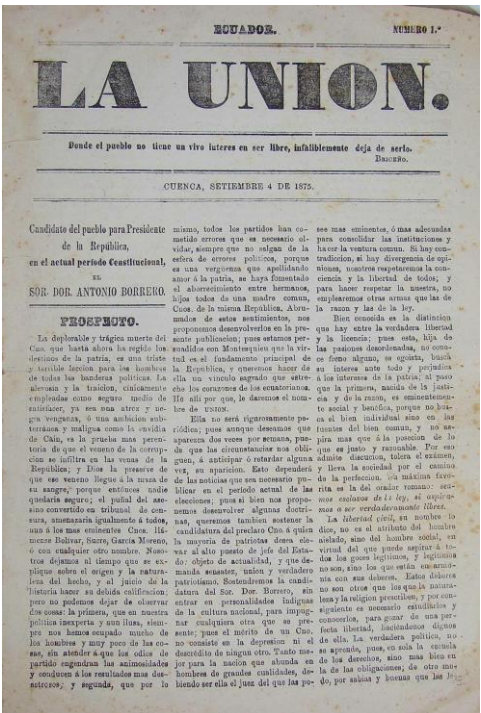 ECUADOR.
NUMERO 1.º
LA UNION.
Donde el pueblo no tiene un vivo interes en ser libre, infaliblemente deja de serlo.
BRICEÑO.
CUENCA, SETIEMBRE 4 DE 1875.
Candidato del pueblo para Presidente
de la República,
en el actual período Constitucional,
EL
SOR. DOR. ANTONIO BORRERO.
PROSPECTO.
La deplorable y trágica muerte del
Cno. que hasta ahora ha regido los
destinos de la patria, es una triste
y terrible leccion para los hombres
de todas las banderas políticas. La
alevosía y la traicion, cínicamente
empleadas como seguro medio de
satisfacer, ya sea una atroz y ne-
gra venganza, ó una ambicion sub-
terránea y maligna como la envidia
de Cain, es la prueba mas peren-
toria de que el veneno de la corrup-
cion se infiltra en las venas de la
República; y Dios la preserve de
que ese veneno llegue á la masa de
su sangre, porque entonces nadie
quedaría seguro; el puñal del ase-
sino convertido en tribunal de cen-
sura, amenazaría igualmente á todos,
aun á los mas eminentes Cnos. llá-
mense Bolívar, Sucre, García Moreno,
ó con cualquier otro nombre. Noso-
tros dejamos al tiempo que se ex-
plique sobre el origen y la natura-
leza del hecho, y al juicio de la
historia hacer su debida calificacion;
pero no podemos dejar de observar
dos cosas: la primera, que en nuestra
política inexperta y aun ilusa, siem-
pre nos hemos ocupado mucho de
los hombres y muy poco de las co-
sas, sin atender á que los odios de
partido engendran las animosidades
y conducen á los resultados mas de-
sastrosos; y segunda, que por lo
mismo, todos los partidos han co-
metido errores que es necesario ol-
vidar, siempre que no salgan de la
esfera de errores políticos, porque
es una vergüenza que apellidando
amor á la patria, se haya fomentado
el aborrecimiento entre hermanos,
hijos todos de una madre comun,
Cnos. de la misma República. Abru-
mados de estos sentimientos, nos
proponemos desenvolverlos en la pre-
sente publicacion; pues estamos per-
suadidos con Montesquieu que la vir-
tud es el fundamento principal de
la República, y queremos hacer de
ella un vínculo sagrado que estre-
che los corazones de los ecuatorianos.
Hé allí por qué, le daremos el nom-
bre de UNION.
Ella no será rigurosamente pe-
riódica; pues aunque deseamos que
aparezca dos veces por semana, pue-
de que las circunstancias nos obli-
guen, á anticipar ó retardar alguna
vez, su aparicion. Esto dependerá
de las noticias que sea necesario pu-
blicar en el período actual de las
elecciones, pues si bien nos propo-
nemos desenvolver algunas doctri-
nas, queremos tambien sostener la
candidatura del preclaro Cno. á quien
la mayoría de patriotas desea ele-
var al alto puesto de jefe del Esta-
do: objeto de actualidad, y que de-
manda sensatez, union y verdadero
patriotismo. Sostendremos la candi-
datura del Sor. Dor. Borrero, sin
entrar en personalidades indignas
de la cultura nacional, para impug-
nar cualquiera otra que se pre-
sente; pues el mérito de un Cno.
no consiste en la depresion ni el
descrédito de ningun otro. Tanto me-
jor para la nacion que abunda en
hombres de grandes cualidades, de-
biendo ser ella el juez del que las po-
see mas eminentes, ó mas adecuadas
para consolidar las instituciones y
hacer la ventura comun. Si hay con-
tradiccion, si hay divergencia de opi-
niones, nosotros respetaremos la con-
ciencia y la libertad de todos; y
para hacer respetar la nuestra, no
emplearemos otras armas que las de
la razon y las de la ley.
Bien conocida es la distincion
que hay entre la verdadera libertad
y la licencia; pues esta, hija de
las pasiones desordenadas, no cono-
ce freno alguno, es egoista, busca
su interes ante todo y perjudica
á los intereses de la patria; al paso
que la primera, nacida de la justi-
cia y de la razon, es eminentemen-
te social y benéfica, porque no bus-
ca el bien individual sino en las
fuentes del bien comun, y no as-
pira mas que á la posecion de lo
que es justo y razonable. Por eso
admite discusion, tolera el exámen,
y lleva la sociedad por el camino
de la perfeccion. Su máxima favo-
rita es la del orador romano: sea-
mos esclavos de la ley, si aspira-
mos a ser verdaderamente libres.
La libertad civil, su nombre lo
dice, no es el atributo del hombre
aislado, sino del hombre social, en
virtud del que puede aspirar á to-
dos los goces legítimos, y legítimos
no son, sino los que están en armo-
nía con sus deberes. Estos deberes
no son otros que los que la natura-
leza y la religion prescriben, y por con-
siguiente es necesario estudiarlos y
conocerlos, para gozar de una per-
fecta libertad, haciéndonos dignos
de ella. La verdadera política, no
se aprende, pues, en sola la escuela
de los derechos, sino mas bien en
la de las obligaciones; de otro mo-
do, por sabias y buenas que las le-